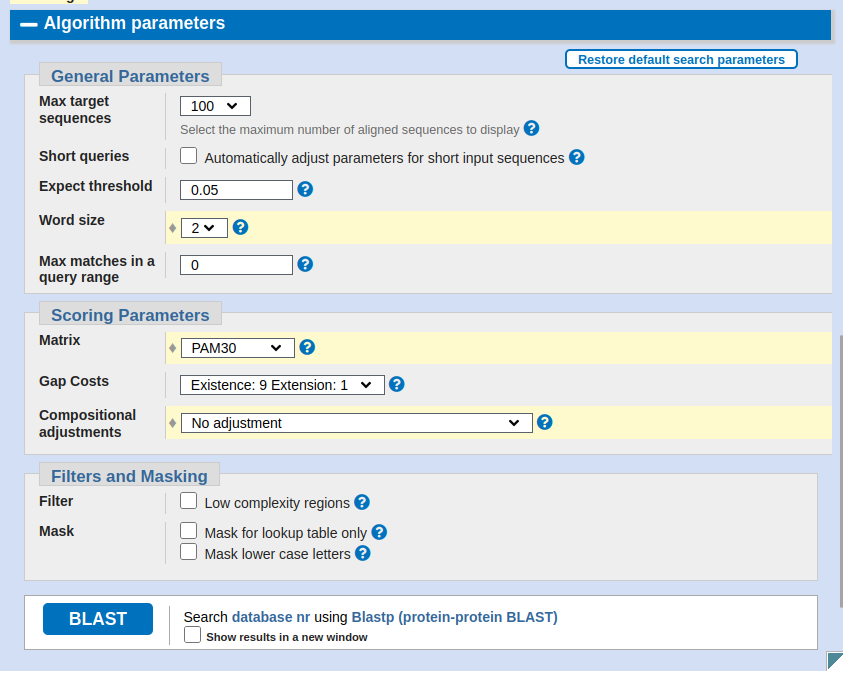 Algorithm parameters
Restore default search parameters
General Parameters
Max target
sequences
100
Select the maximum number of aligned sequences to display ?
Short queries
Automatically adjust parameters for short input sequences ?
Expect threshold
0.05 ?
Word size
2 ?
Max matches in a
query range
0 ?
Scoring Parameters
Matrix
PAM30 ?
Gap Costs
Existence: 9 Extension: 1 ?
Compositional
adjustments
No adjustment ?
Filters and Masking
Filter
Low complexity regions ?
Mask
Mask for lookup table only ?
Mask lower case letters ?
BLAST
Search database nr using Blastp (protein-protein BLAST)
Show results in a new window